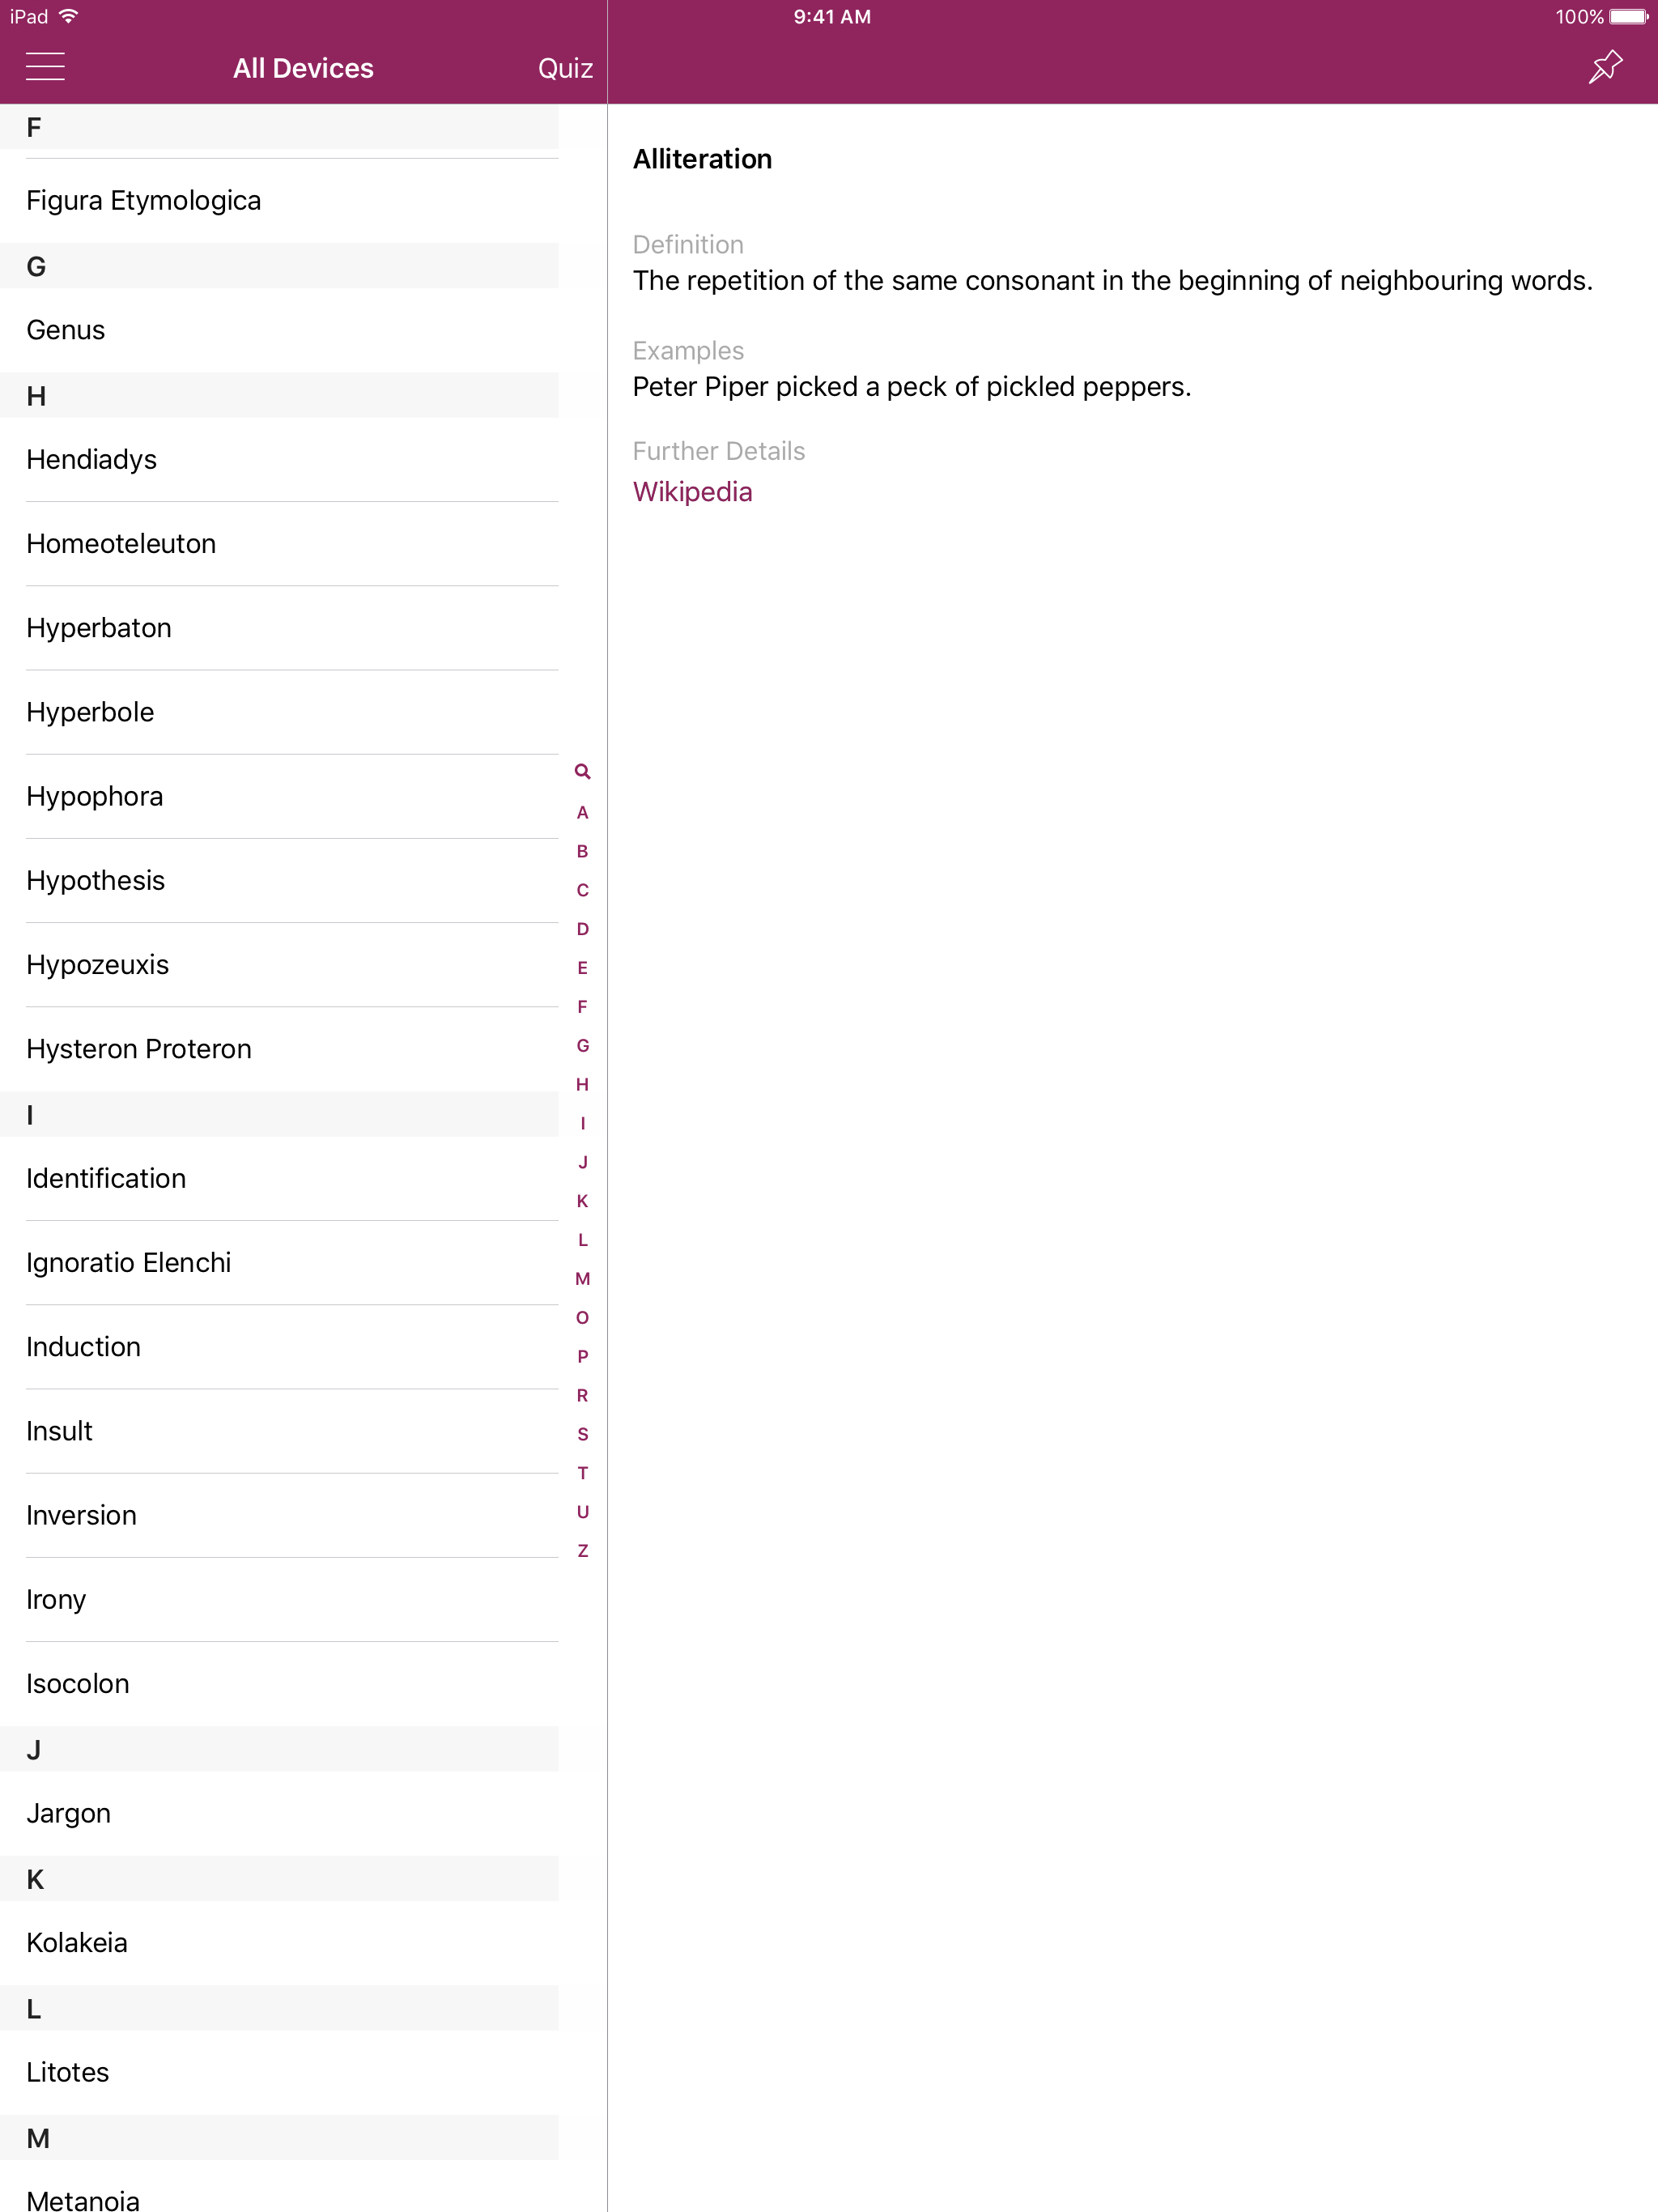 iPad 9:41 AM 100%
All Devices Quiz
F
Figura Etymologica
G
Genus
H
Hendiadys
Homeoteleuton
Hyperbaton
Hyperbole
Hypophora
Hypothesis
Hypozeuxis
Hysteron Proteron
I
Identification
Ignoratio Elenchi
Induction
Insult
Inversion
Irony
Isocolon
J
Jargon
K
Kolakeia
L
Litotes
M
Metanoia
A
B
C
D
E
F
G
H
I
J
K
L
M
O
P
R
S
T
U
Z
Alliteration
Definition
The repetition of the same consonant in the beginning of neighbouring words.
Examples
Peter Piper picked a peck of pickled peppers.
Further Details
Wikipedia